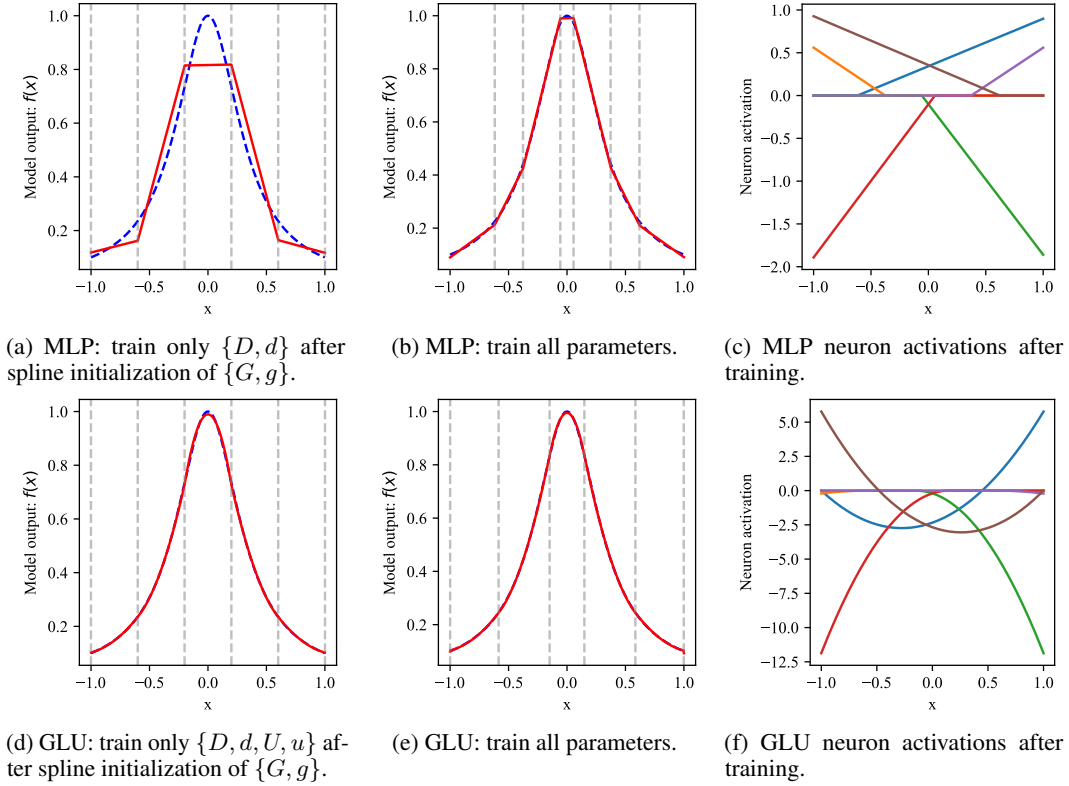 Model output: f(x)
1.0
0.8
0.6
0.4
0.2
−1.0 −0.5 0.0 0.5 1.0
x
Model output: f(x)
1.0
0.8
0.6
0.4
0.2
−1.0 −0.5 0.0 0.5 1.0
x
Neuron activation
1.0
0.5
0.0
−0.5
−1.0
−1.5
−2.0
−1.0 −0.5 0.0 0.5 1.0
x
(a) MLP: train only {D, d} after
spline initialization of {G, g}.
(b) MLP: train all parameters.
(c) MLP neuron activations after
training.
Model output: f(x)
1.0
0.8
0.6
0.4
0.2
−1.0 −0.5 0.0 0.5 1.0
x
Model output: f(x)
1.0
0.8
0.6
0.4
0.2
−1.0 −0.5 0.0 0.5 1.0
x
Neuron activation
5.0
2.5
0.0
−2.5
−5.0
−7.5
−10.0
−12.5
−1.0 −0.5 0.0 0.5 1.0
x
(d) GLU: train only {D, d, U, u} af-
ter spline initialization of {G, g}.
(e) GLU: train all parameters.
(f) GLU neuron activations after
training.